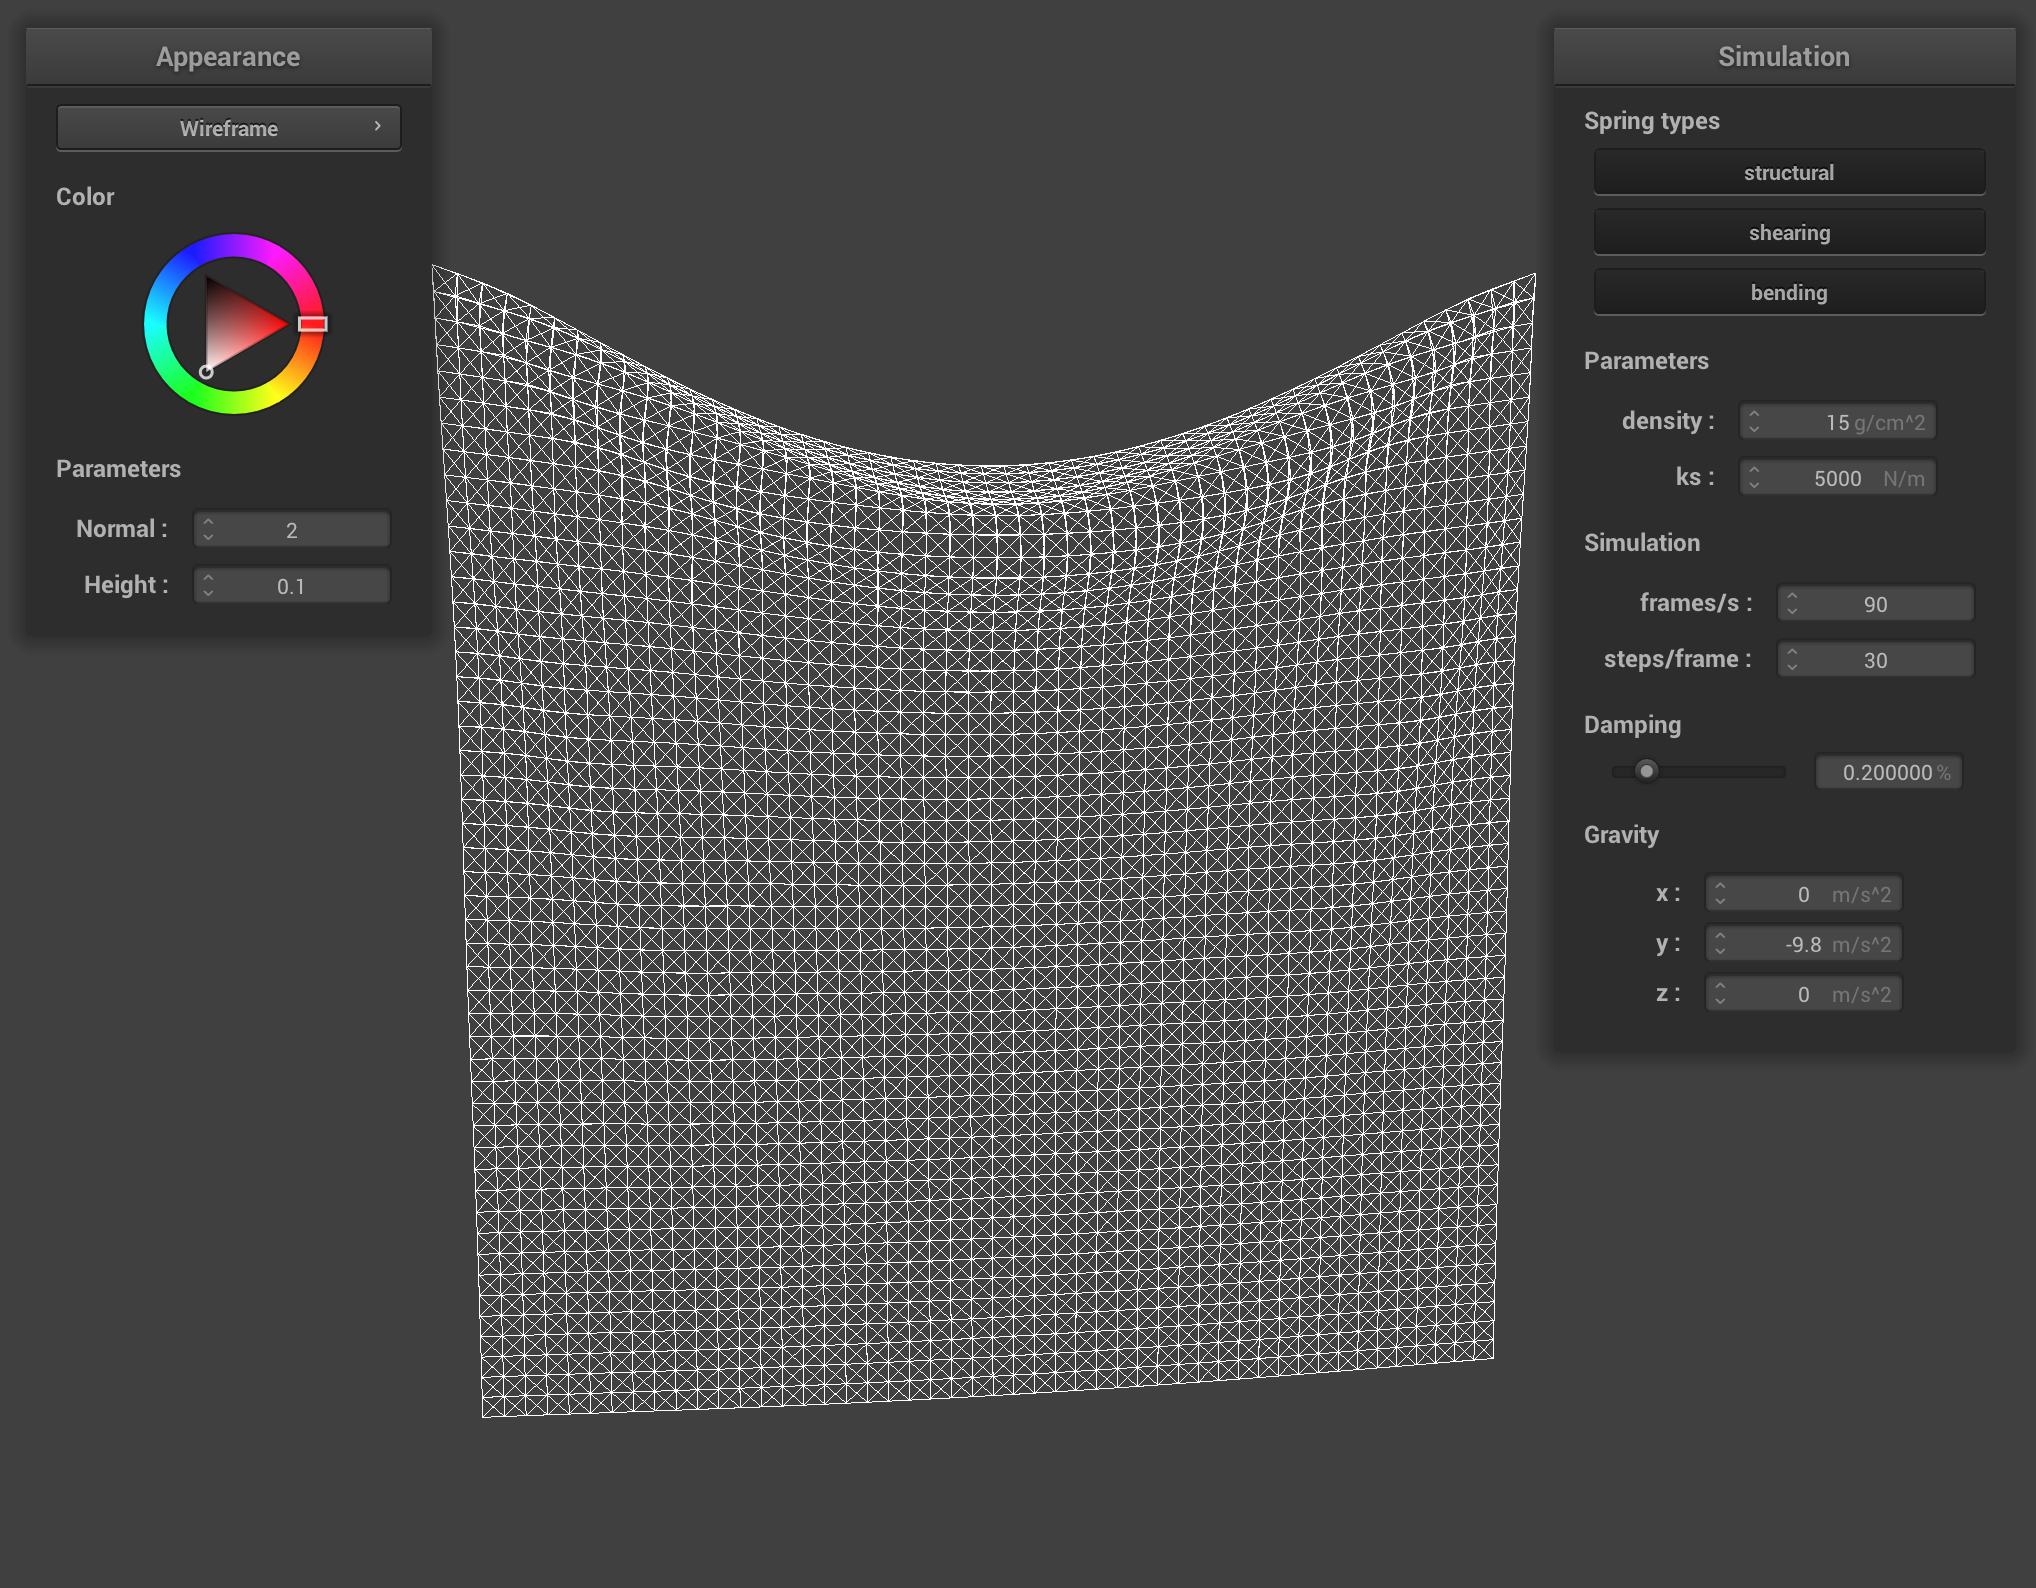 Appearance
Wireframe
Color
Parameters
Normal : 2
Height : 0.1
Simulation
Spring types
structural
shearing
bending
Parameters
density : 15 g/cm^2
ks : 5000 N/m
Simulation
frames/s : 90
steps/frame : 30
Damping
0.200000 %
Gravity
x : 0 m/s^2
y : -9.8 m/s^2
z : 0 m/s^2